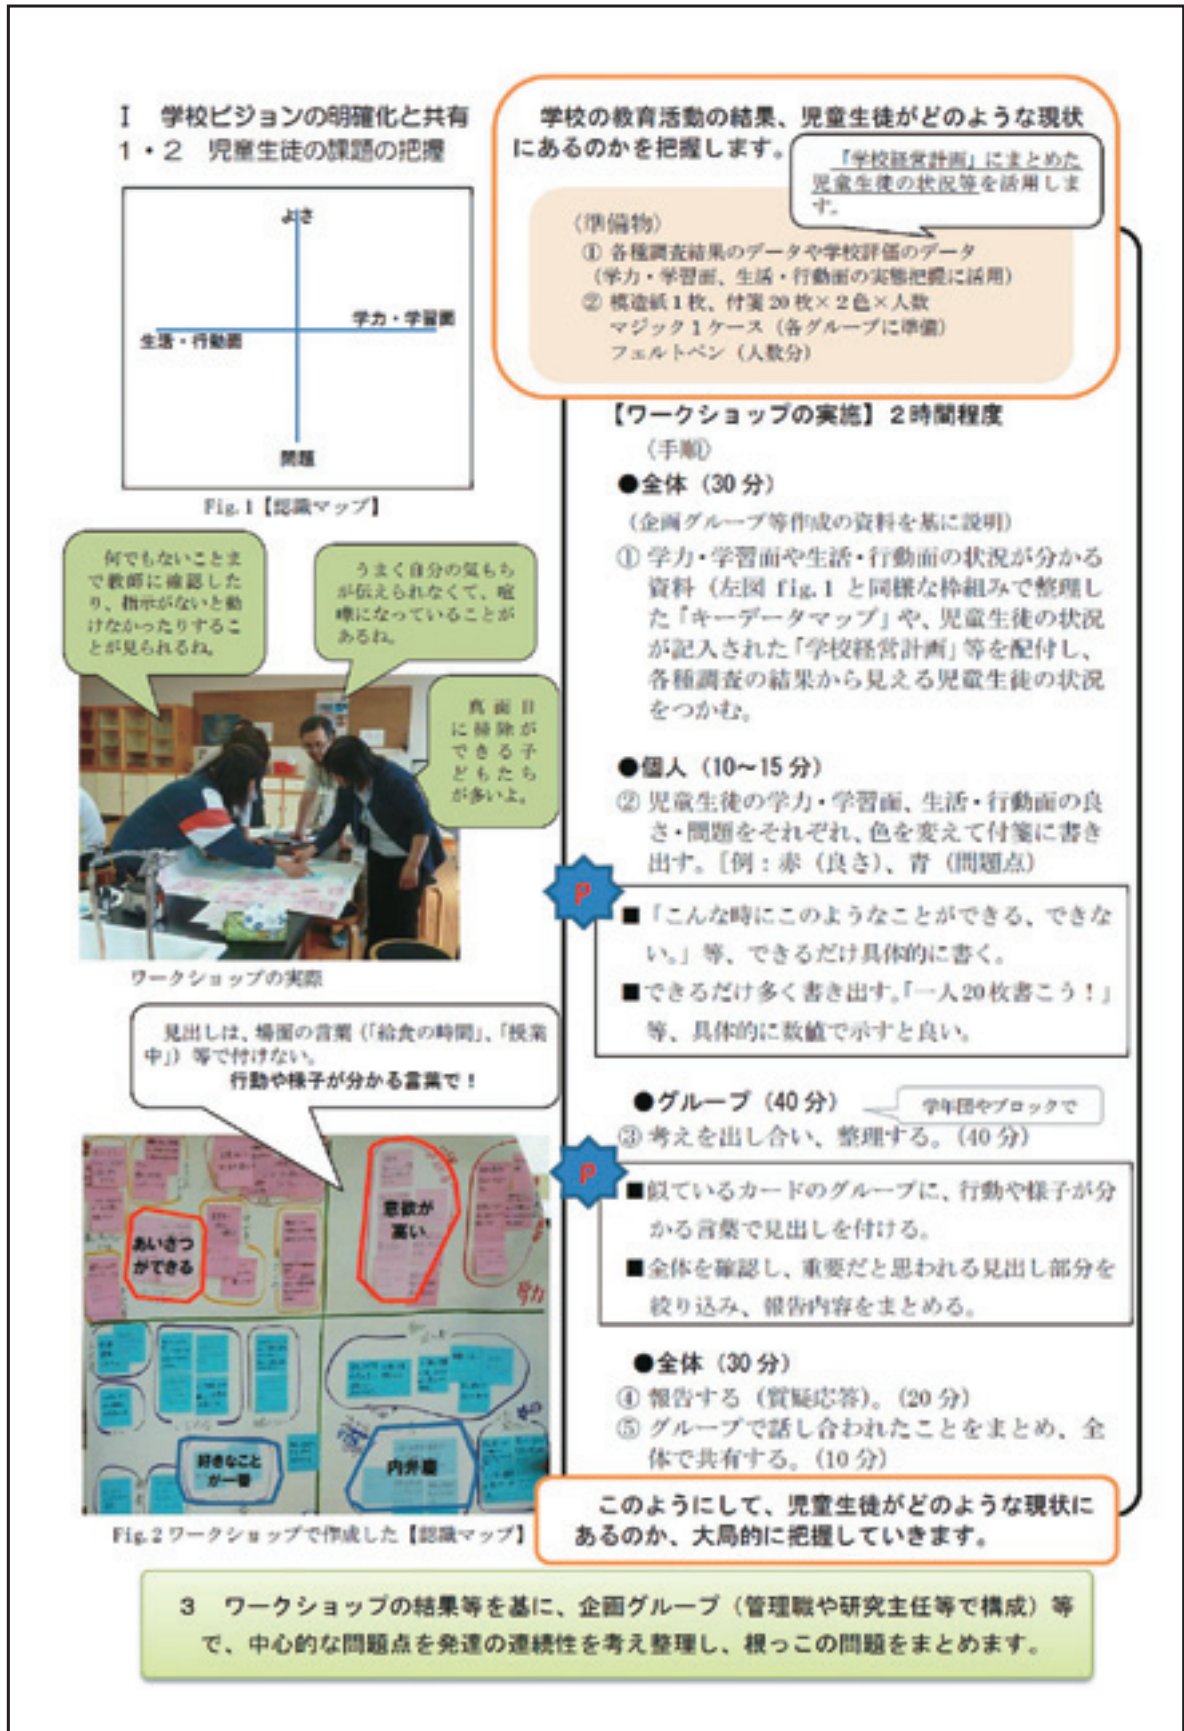 Ⅰ　学校ビジョンの明確化と共有
１・２　児童生徒の課題の把握
よさ
学力・学習面
生活・行動面
問題
Fig.1【認識マップ】
学校の教育活動の結果、児童生徒がどのような現状
にあるのかを把握します。
『学校経営計画』にまとめた
児童生徒の状況等を活用しま
す。
〈準備物〉
① 各種調査結果のデータや学校評価のデータ
（学力・学習面、生活・行動面の実態把握に活用）
② 模造紙１枚、付箋20枚×２色×人数
マジック１ケース（各グループに準備）
フェルトペン（人数分）
【ワークショップの実施】２時間程度
〈手順〉
●全体（30分）
（企画グループ等作成の資料を基に説明）
① 学力・学習面や生活・行動面の状況が分かる
資料（左図 fig.1 と同様な枠組みで整理し
た「キーデータマップ」や、児童生徒の状況
が記入された「学校経営計画」等を配付し、
各種調査の結果から見える児童生徒の状況
をつかむ。
何でもないことま
で教師に確認した
り、指示がないと動
けなかったりするこ
とが見られるね。
うまく自分の気もち
が伝えられなくて、喧
嘩になっていることが
あるね。
真面目
に掃除が
できる子
どもたち
が多いよ。
ワークショップの実際
●個人（10～15分）
② 児童生徒の学力・学習面、生活・行動面の良
さ・問題をそれぞれ、色を変えて付箋に書き
出す。［例：赤（良き）、青（問題点）
P
■「こんな時にこのようなことができる、できな
い。」等、できるだけ具体的に書く。
■できるだけ多く書き出す。「一人20枚書こう！」
等、具体的に数値で示すと良い。
見出しは、場面の言葉（「給食の時間」、「授業
中」）等で付けない。
行動や様子が分かる言葉で！
●グループ（40分）
学年団やブロックで
③ 考えを出し合い、整理する。（40分）
P
■似ているカードのグループに、行動や様子が分
かる言葉で見出しを付ける。
■全体を確認し、重要だと思われる見出し部分を
絞り込み、報告内容をまとめる。
あいさつ
ができる
意欲が
高い
好きなこと
が一番
内弁慶
Fig.2 ワークショップで作成した【認識マップ】
●全体（30分）
④ 報告する（質疑応答）。（20分）
⑤ グループで話し合われたことをまとめ、全
体で共有する。（10分）
このようにして、児童生徒がどのような現状に
あるのか、大局的に把握していきます。
３　ワークショップの結果等を基に、企画グループ（管理職や研究主任等で構成）等
で、中心的な問題点を発達の連続性を考え整理し、根っこの問題をまとめます。